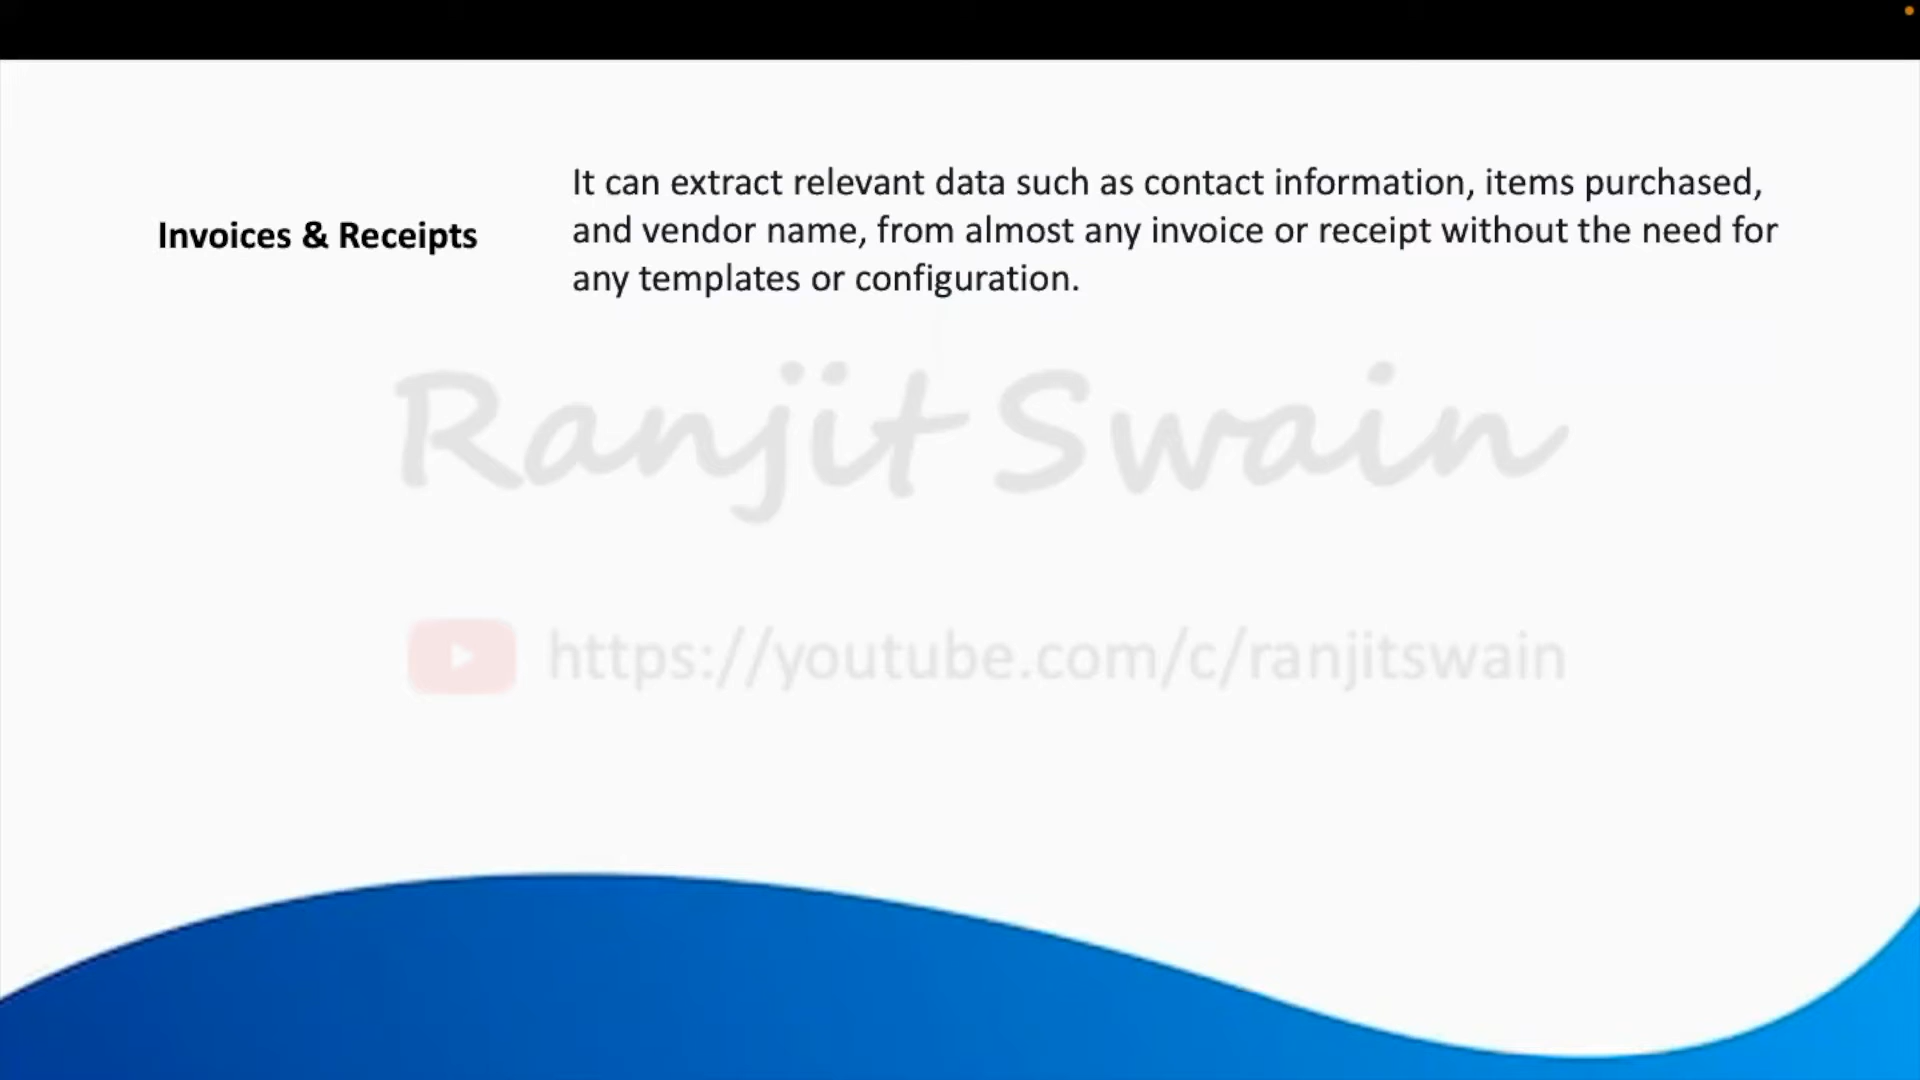 Invoices & Receipts
It can extract relevant data such as contact information, items purchased,
and vendor name, from almost any invoice or receipt without the need for
any templates or configuration.
Ranjit Swain
https://youtube.com/c/ranjitswain